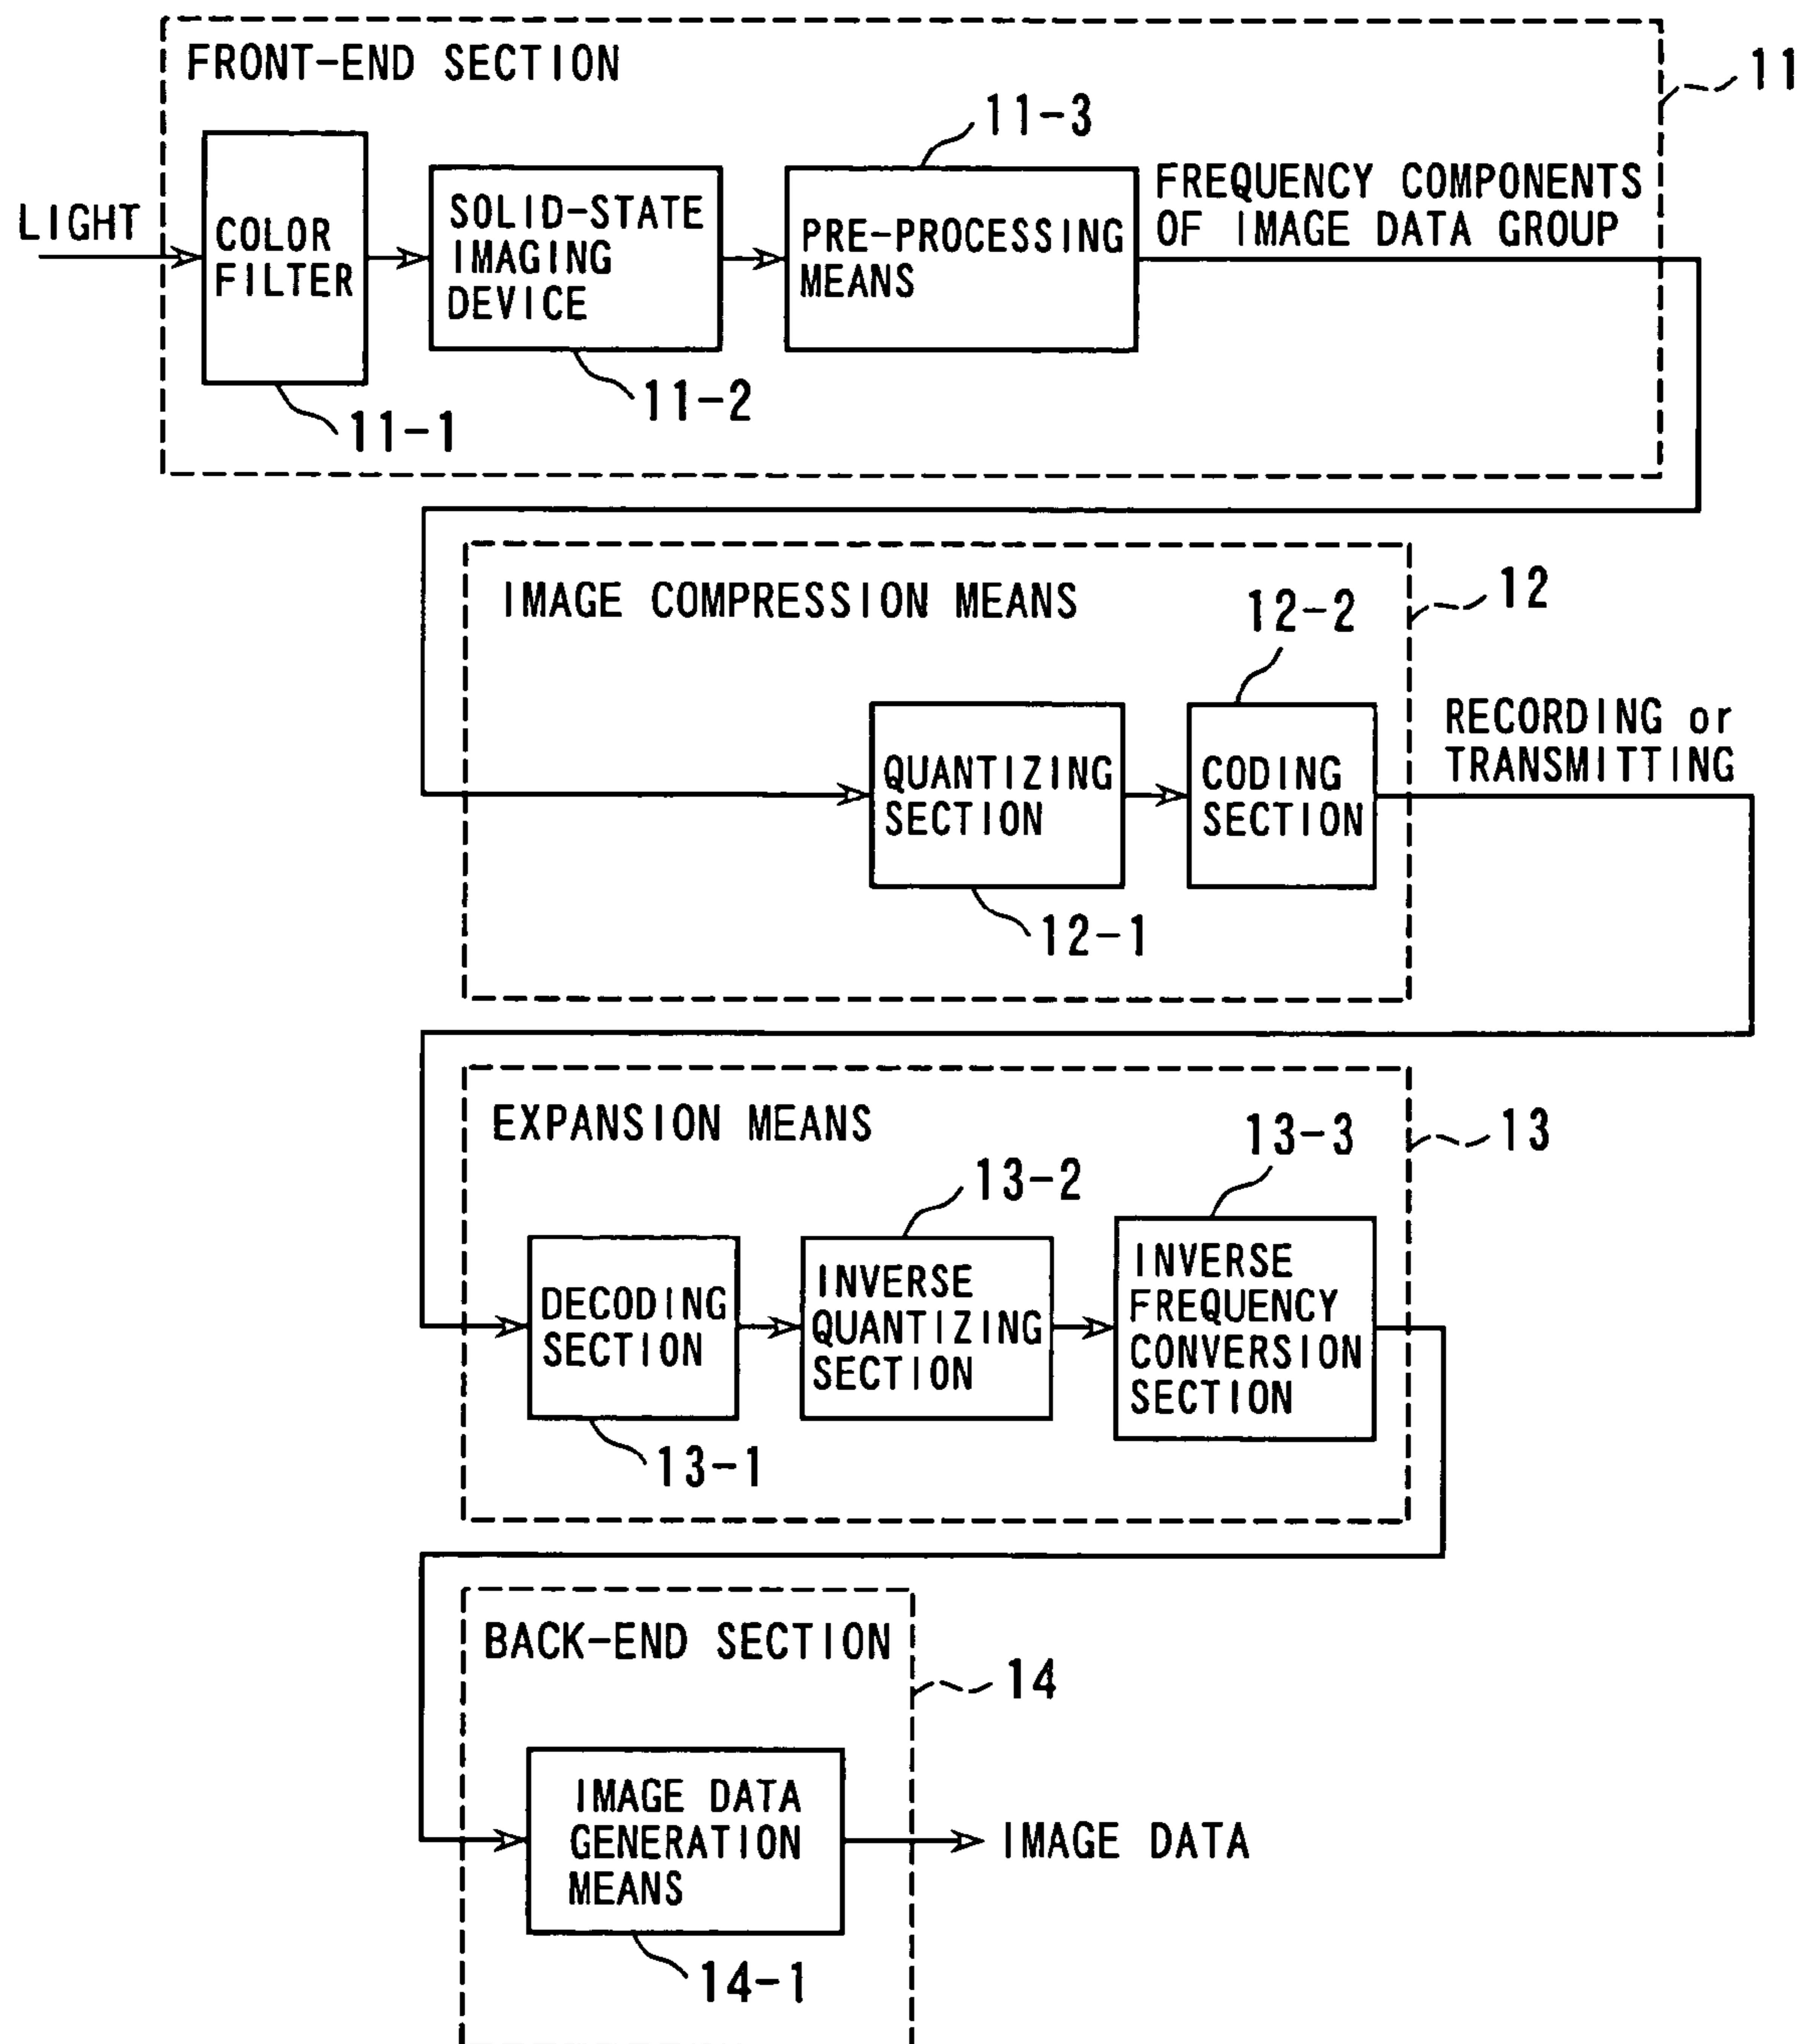 FRONT-END SECTION
11
11-3
LIGHT
COLOR
FILTER
SOLID-STATE
IMAGING
DEVICE
PRE-PROCESSING
MEANS
FREQUENCY COMPONENTS
OF IMAGE DATA GROUP
11-1
11-2
IMAGE COMPRESSION MEANS
12
12-2
QUANTIZING
SECTION
CODING
SECTION
RECORDING or
TRANSMITTING
12-1
EXPANSION MEANS
13
13-2
13-3
DECODING
SECTION
INVERSE
QUANTIZING
SECTION
INVERSE
FREQUENCY
CONVERSION
SECTION
13-1
BACK-END SECTION
14
IMAGE DATA
GENERATION
MEANS
IMAGE DATA
14-1